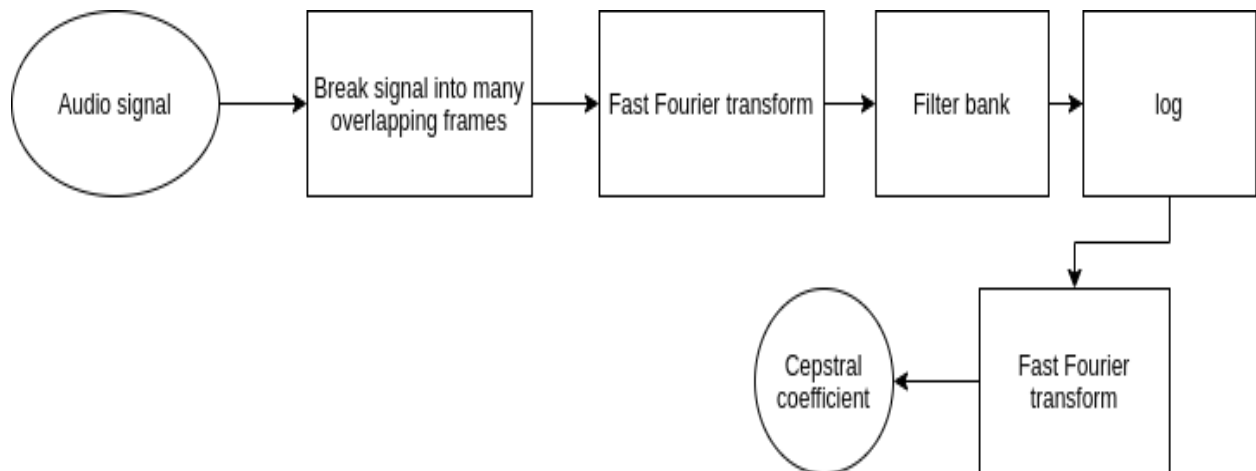 Audio signal
Break signal into many
overlapping frames
Fast Fourier transform
Filter bank
log
Cepstral
coefficient
Fast Fourier
transform